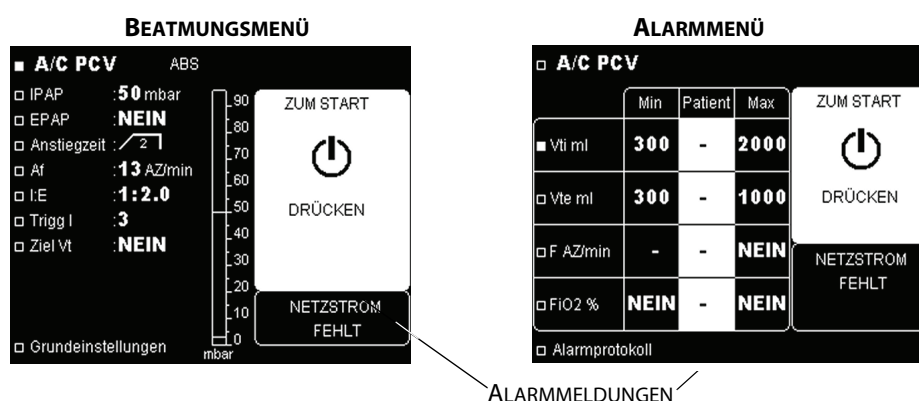 BEATMUNGSMENÜ
A/C PCV ABS
IPAP :50 mbar
EPAP :NEIN
Anstiegzeit : 2
Af :13 AZ/min
I:E :1:2.0
Trigg I :3
Ziel Vt :NEIN
Grundeinstellungen
90
80
70
60
50
40
30
20
10
0
mbar
ZUM START
DRÜCKEN
NETZSTROM
FEHLT
ALARMMENÜ
A/C PCV
Min Patient Max
Vti ml 300 - 2000
Vte ml 300 - 1000
F AZ/min - - NEIN
FiO2 % NEIN - NEIN
Alarmprotokoll
ZUM START
DRÜCKEN
NETZSTROM
FEHLT
ALARMMELDUNGEN